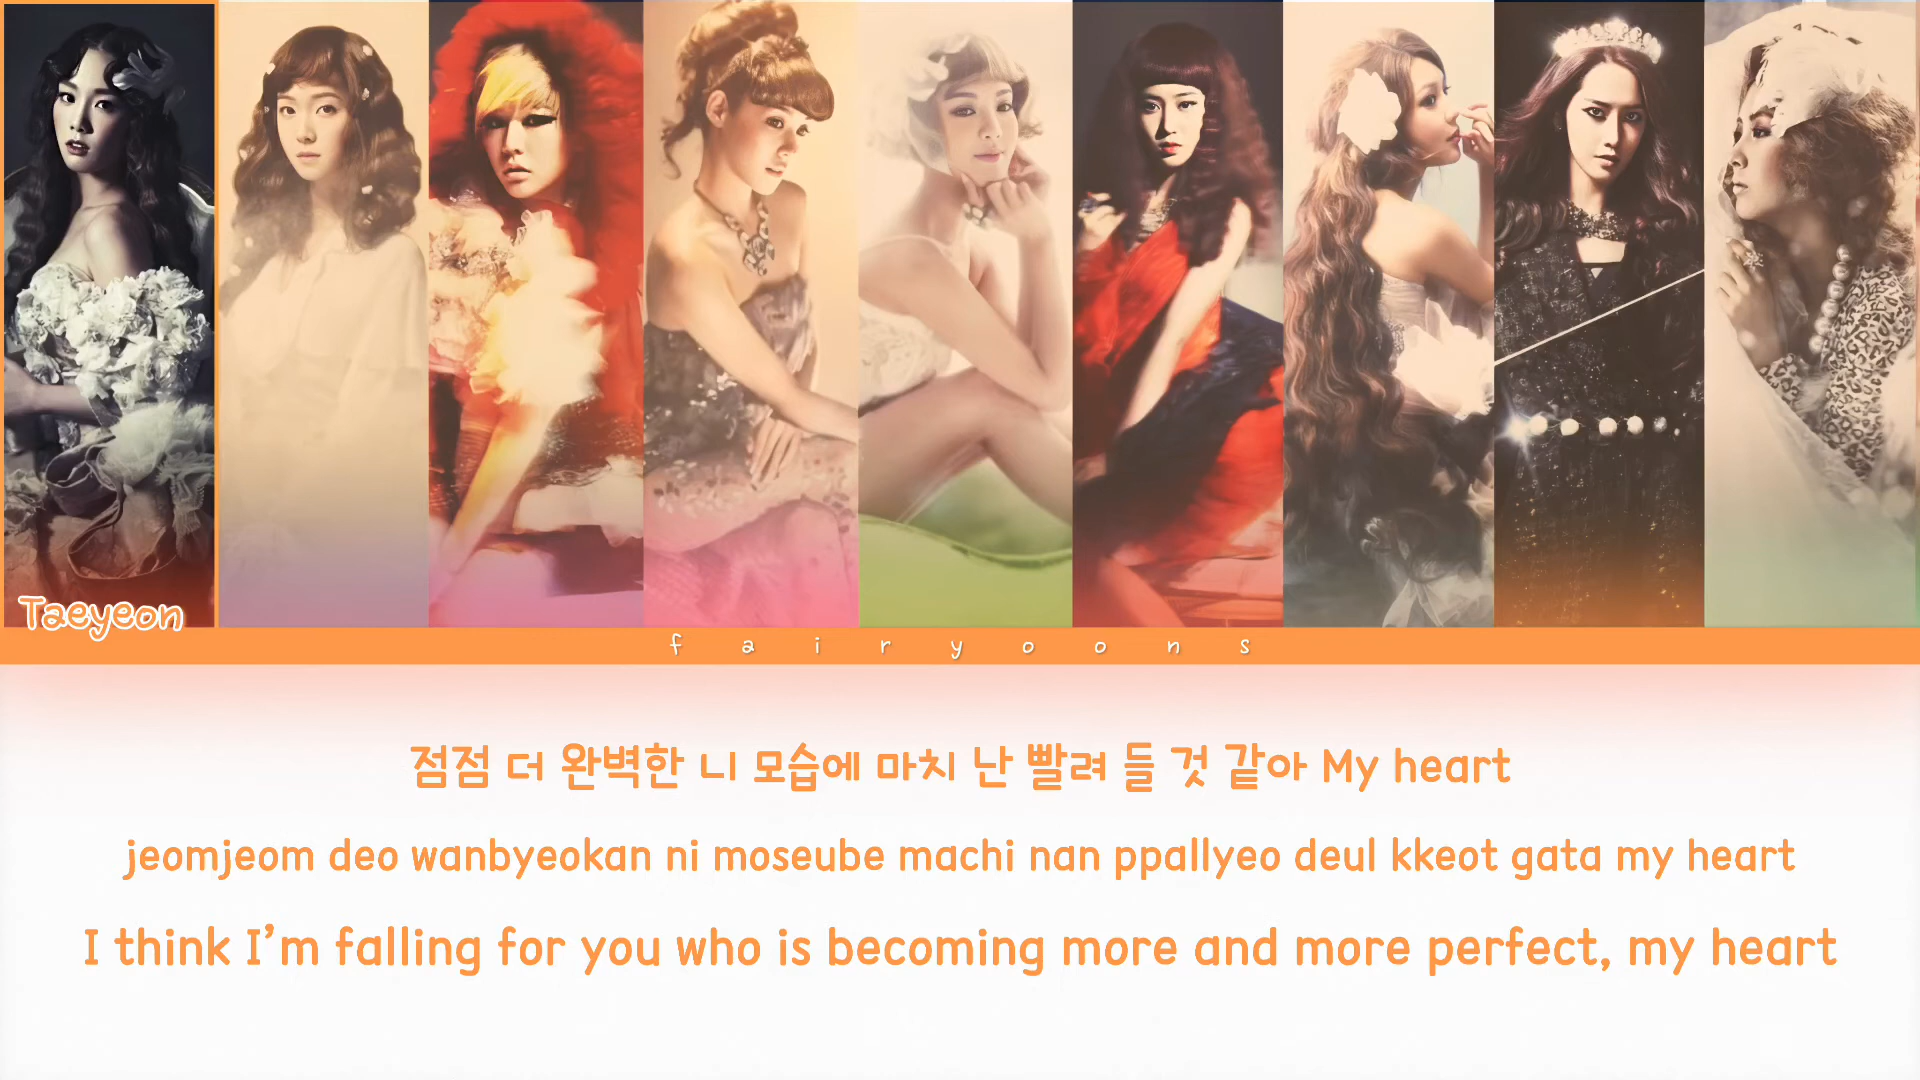 Taeyeon
fairyoons
점점 더 완벽한 니 모습에 마치 난 빨려 들 것 같아 My heart
jeomjeom deo wanbyeokan ni moseube machi nan ppallyeo deul kkeot gata my heart
I think I’m falling for you who is becoming more and more perfect, my heart